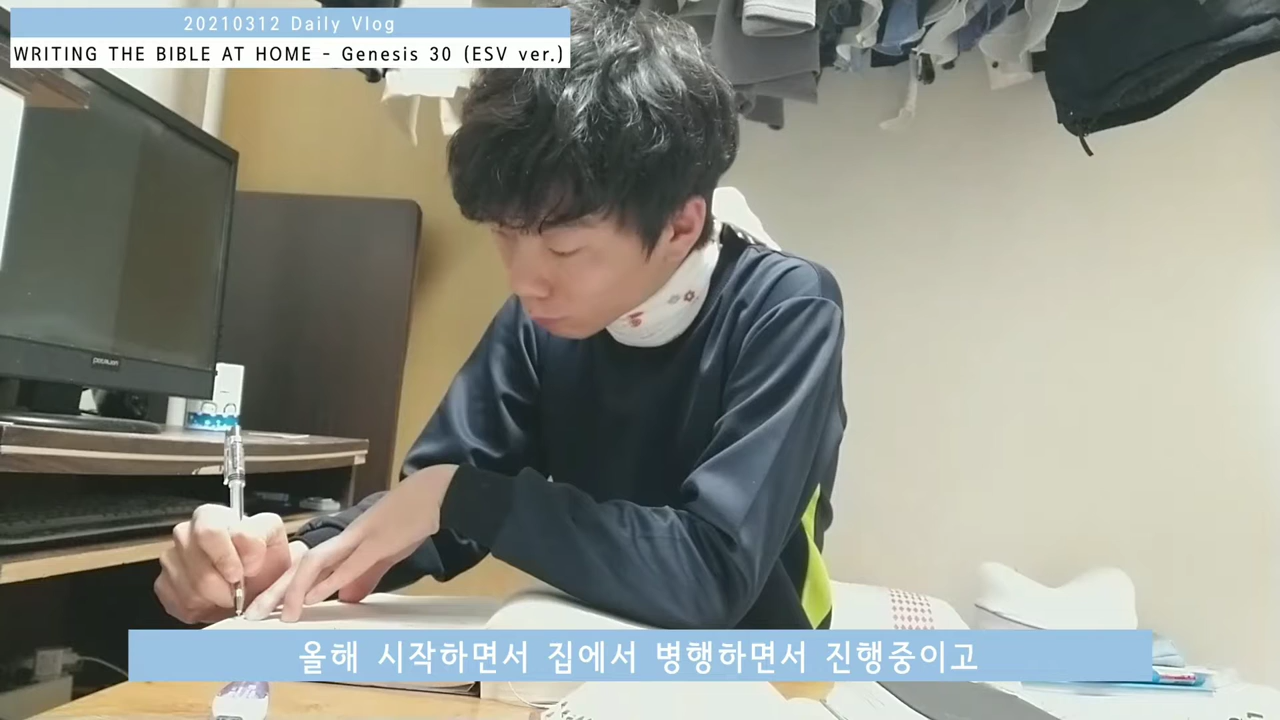 20210312 Daily Vlog
WRITING THE BIBLE AT HOME - Genesis 30 (ESV ver.)
올해 시작하면서 집에서 병행하면서 진행중이고